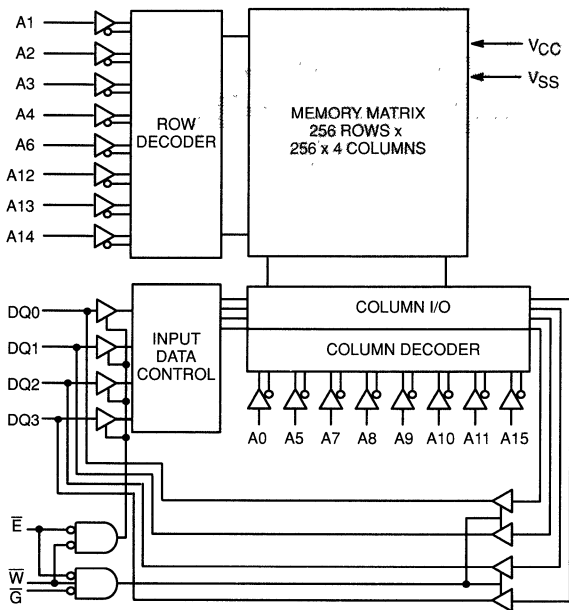 A1
A2
A3
A4
A6
A12
A13
A14
ROW
DECODER
MEMORY MATRIX
256 ROWS x
256 x 4 COLUMNS
VCC
VSS
DQ0
DQ1
DQ2
DQ3
INPUT
DATA
CONTROL
COLUMN I/O
COLUMN DECODER
A0 A5 A7 A8 A9 A10 A11 A15
E̅
W̅
G̅